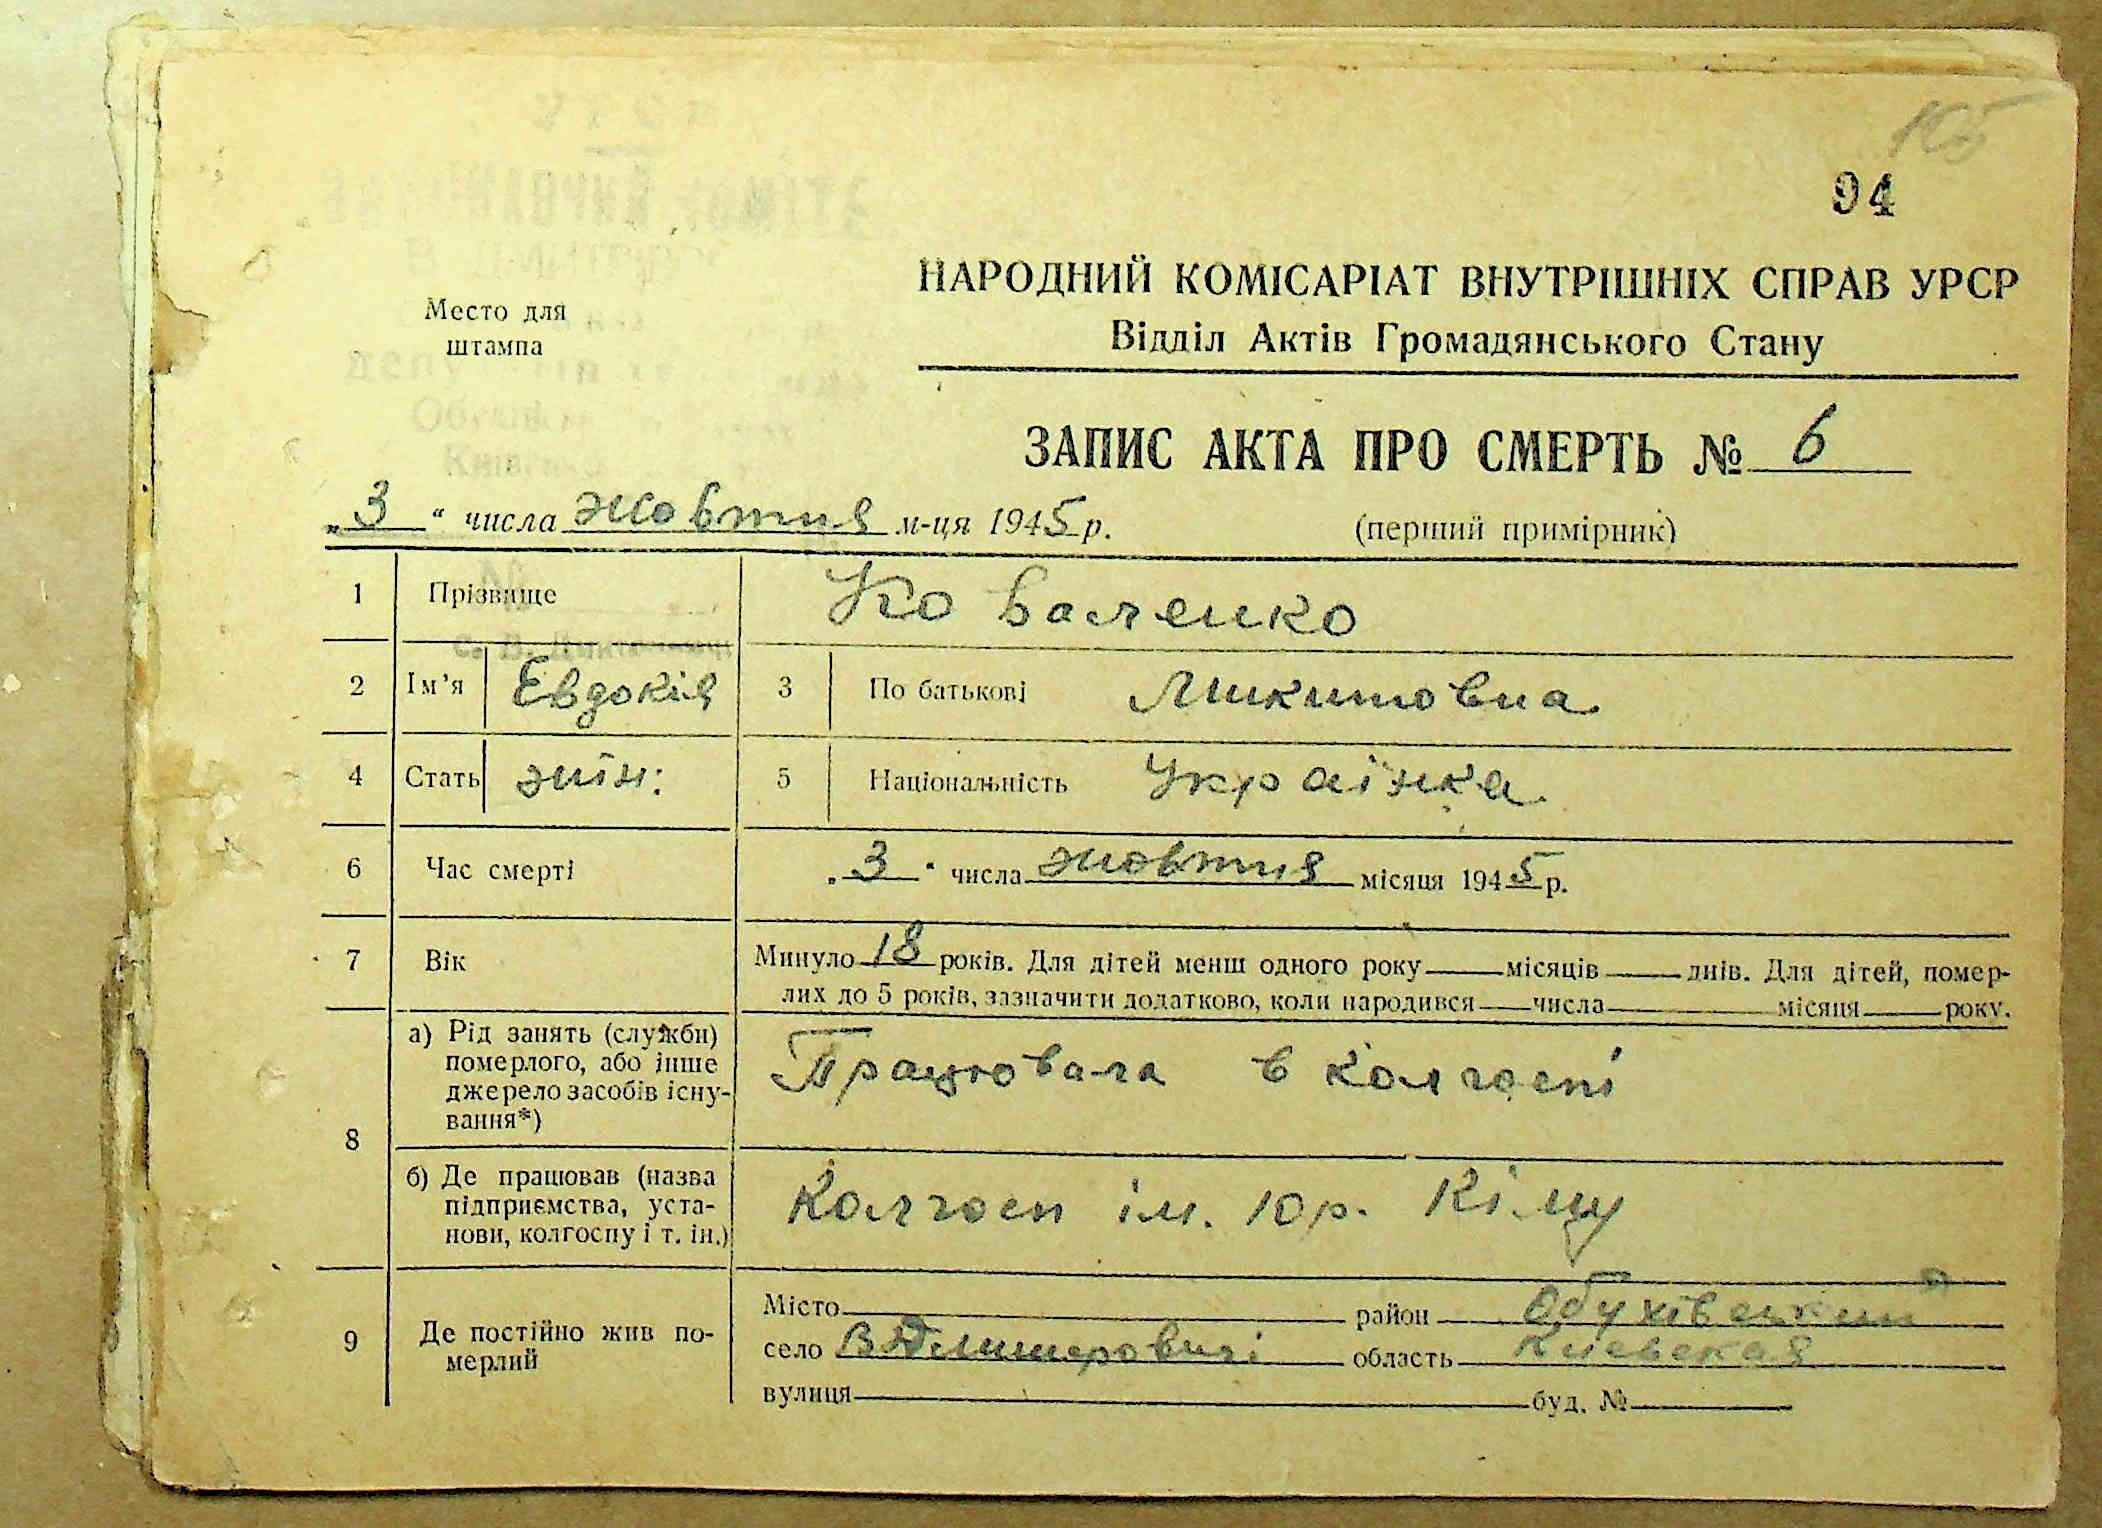 105
94
НАРОДНИЙ КОМІСАРІАТ ВНУТРІШНІХ СПРАВ УРСР
Відділ Актів Громадянського Стану
Место для
штампа
ЗАПИС АКТА ПРО СМЕРТЬ № 6
„3“ числа жовтня м-ця 1945 р.
(перший примірник)
1 Прізвище Коваленко
2 Ім’я Евдокія 3 По батькові Микитовна
4 Стать жін: 5 Національність Українка
6 Час смерті „3“ числа жовтня місяця 1945 р.
7 Вік Минуло 18 років. Для дітей менш одного року місяців днів. Для дітей, помер-
лих до 5 років, зазначити додатково, коли народився числа місяця року.
8 а) Рід занять (служби)
померлого, або інше
джерело засобів існу-
вання*)
Працювала в колгоспі
б) Де працював (назва
підприємства, уста-
нови, колгоспу і т. ін.)
Колгосп ім. 10 р. Кіму
9 Де постійно жив по-
мерлий
Місто район Обухівський
село В Дмитровичі область Киевская
вулиця буд. №